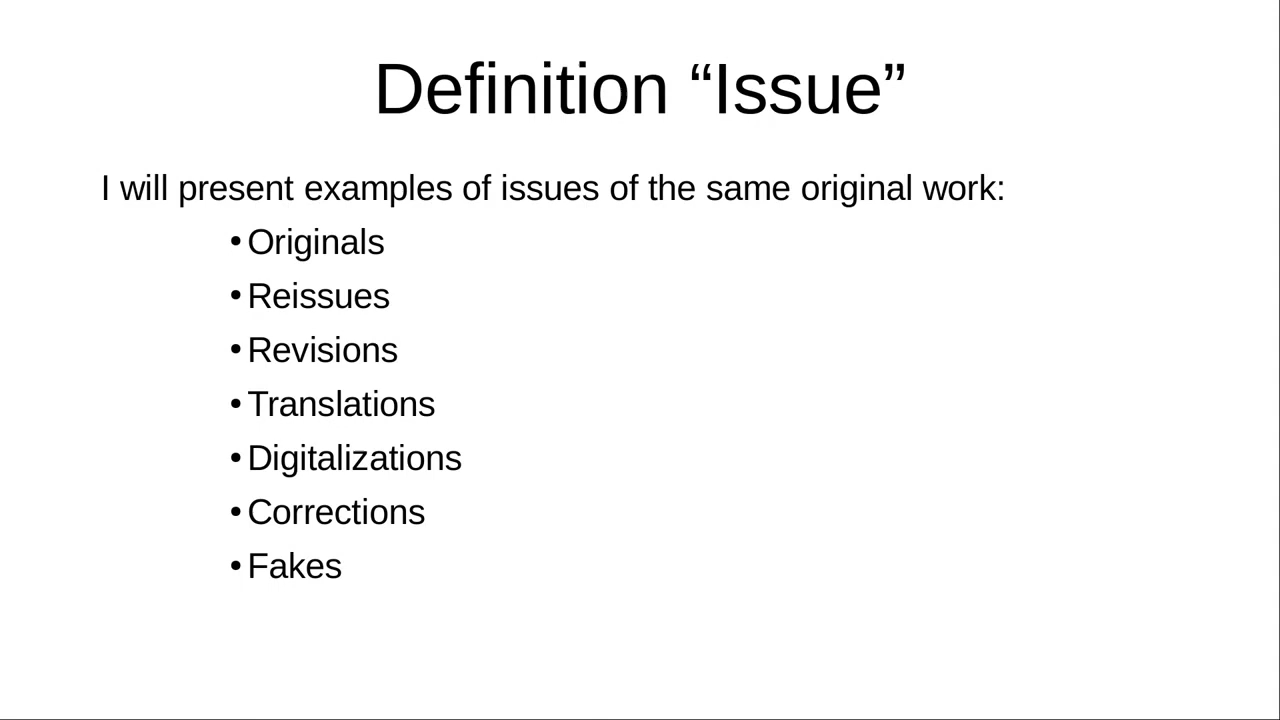 Definition “Issue”
I will present examples of issues of the same original work:
• Originals
• Reissues
• Revisions
• Translations
• Digitalizations
• Corrections
• Fakes